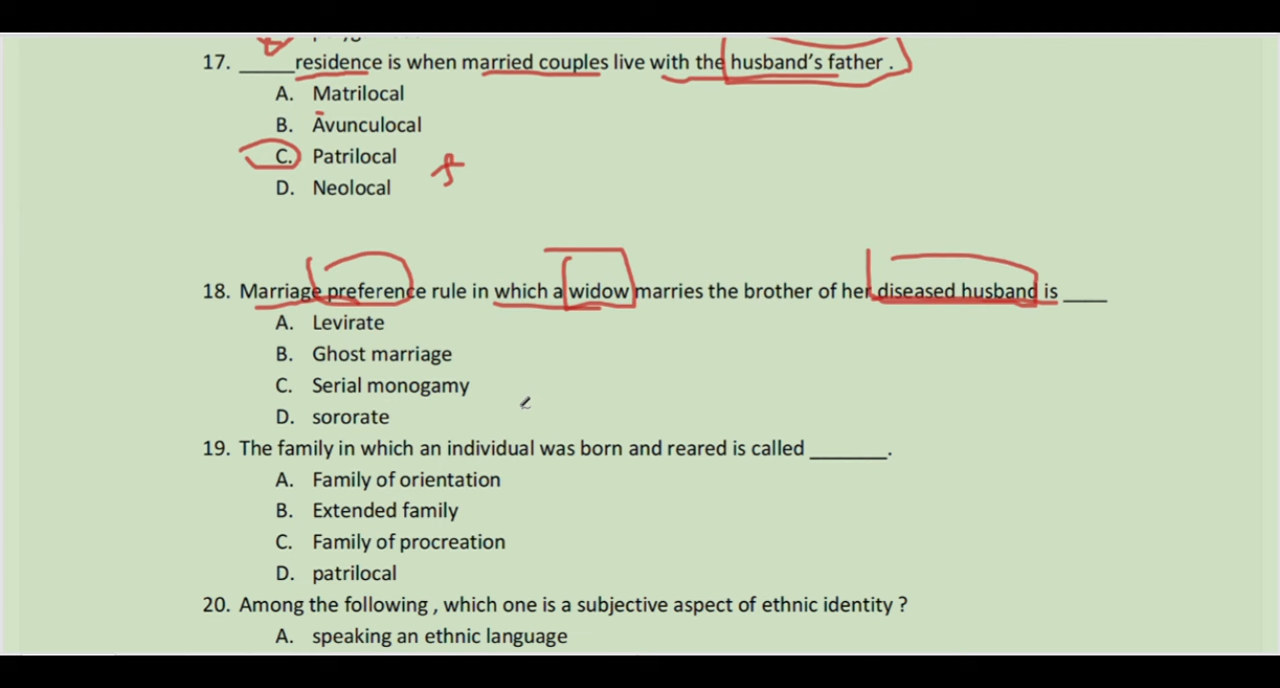 17. _____residence is when married couples live with the husband's father .
A. Matrilocal
B. Avunculocal
C. Patrilocal
D. Neolocal
18. Marriage preference rule in which a widow marries the brother of her diseased husband is ____
A. Levirate
B. Ghost marriage
C. Serial monogamy
D. sororate
19. The family in which an individual was born and reared is called _______.
A. Family of orientation
B. Extended family
C. Family of procreation
D. patrilocal
20. Among the following , which one is a subjective aspect of ethnic identity ?
A. speaking an ethnic language